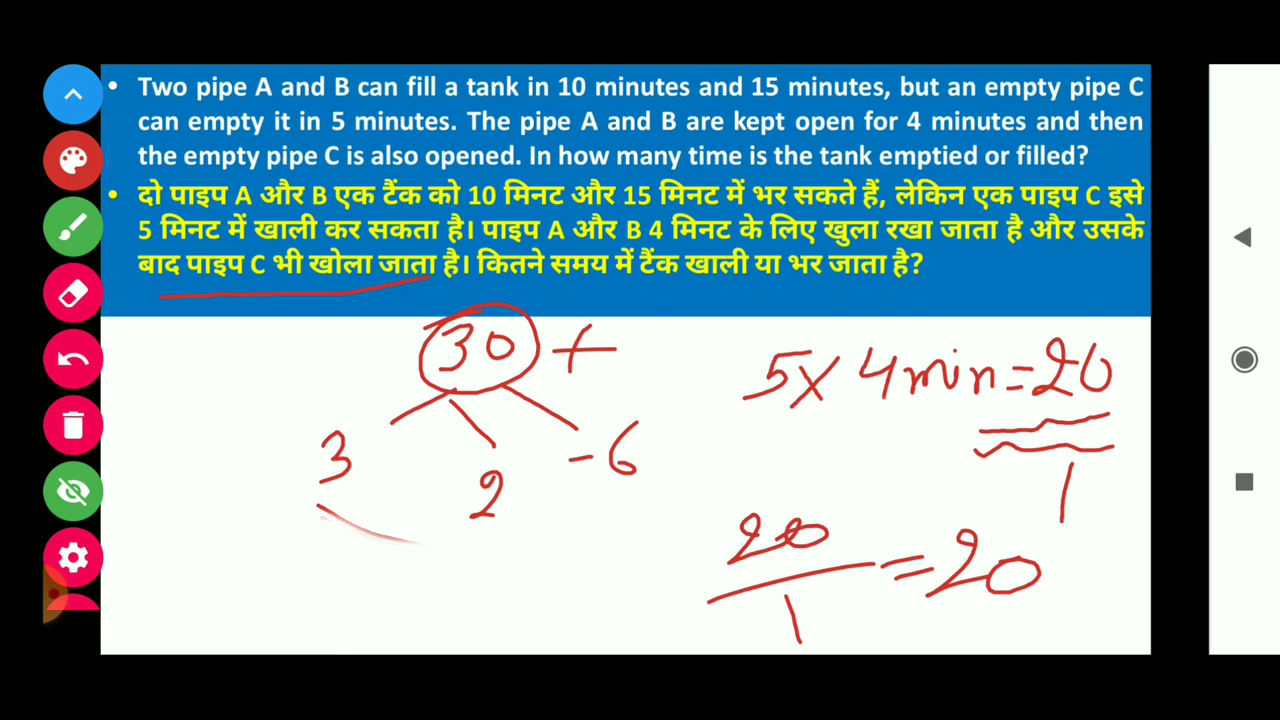 • Two pipe A and B can fill a tank in 10 minutes and 15 minutes, but an empty pipe C
can empty it in 5 minutes. The pipe A and B are kept open for 4 minutes and then
the empty pipe C is also opened. In how many time is the tank emptied or filled?
• दो पाइप A और B एक टैंक को 10 मिनट और 15 मिनट में भर सकते हैं, लेकिन एक पाइप C इसे
5 मिनट में खाली कर सकता है। पाइप A और B 4 मिनट के लिए खुला रखा जाता है और उसके
बाद पाइप C भी खोला जाता है। कितने समय में टैंक खाली या भर जाता है?
30 +
3 2 -6
5x 4min=20
1
20/1 =20